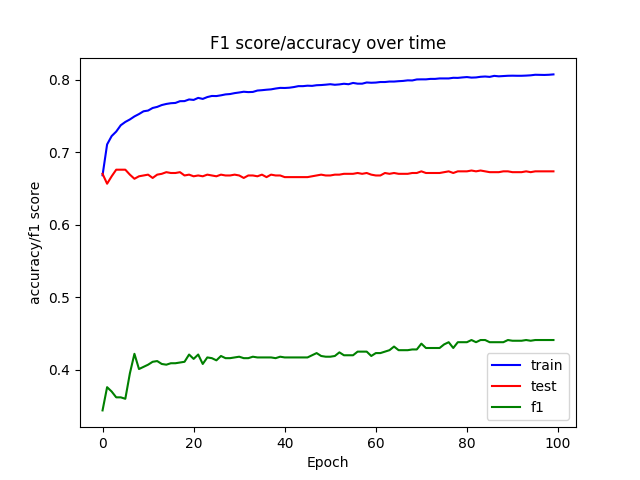 F1 score/accuracy over time
accuracy/f1 score
0.8
0.7
0.6
0.5
0.4
0 20 40 60 80 100
Epoch
train
test
f1